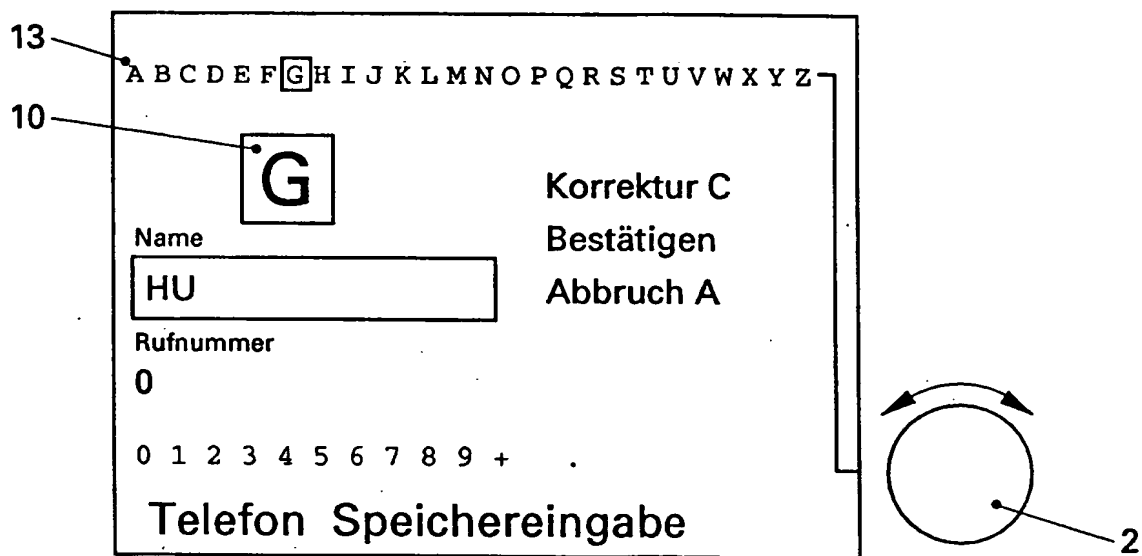 13
A B C D E F G H I J K L M N O P Q R S T U V W X Y Z
10
G
Korrektur C
Name
Bestätigen
HU
Abbruch A
Rufnummer
0
0 1 2 3 4 5 6 7 8 9 + .
Telefon Speichereingabe
2